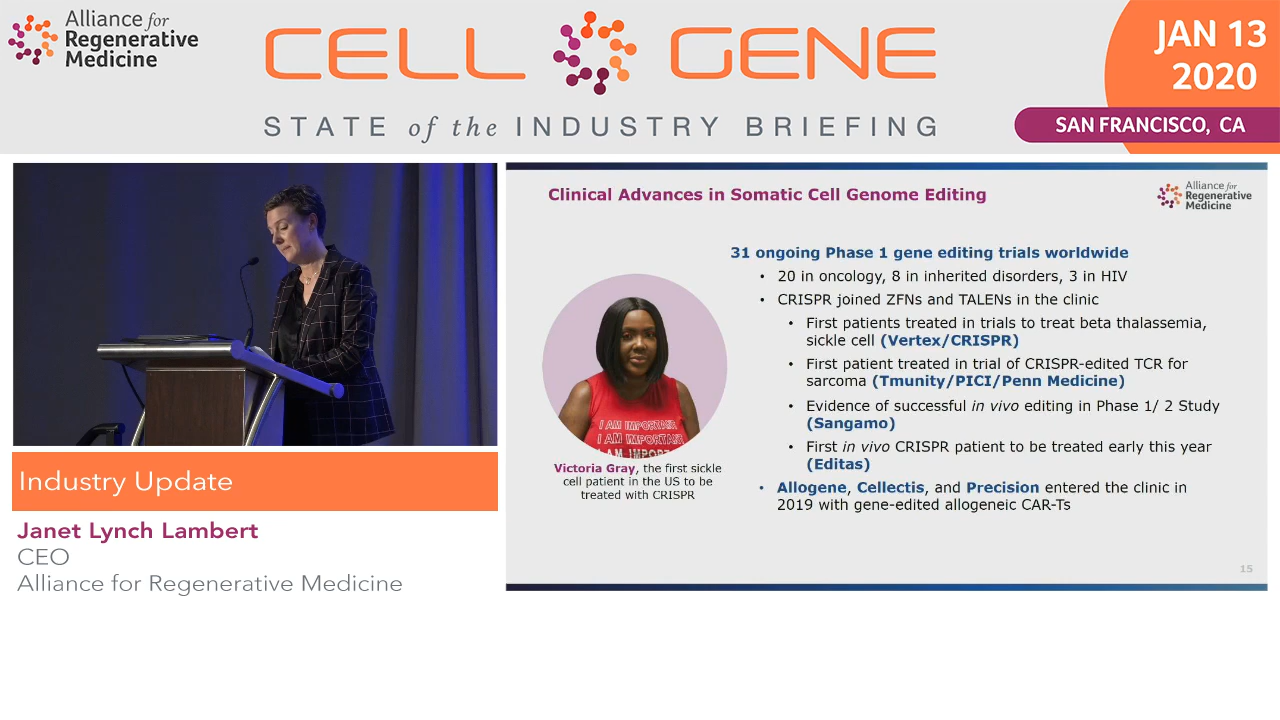 Alliance for
Regenerative
Medicine
CELL GENE
STATE of the INDUSTRY BRIEFING
JAN 13
2020
SAN FRANCISCO, CA
Industry Update
Janet Lynch Lambert
CEO
Alliance for Regenerative Medicine
Clinical Advances in Somatic Cell Genome Editing
Alliance for
Regenerative
Medicine
31 ongoing Phase 1 gene editing trials worldwide
• 20 in oncology, 8 in inherited disorders, 3 in HIV
• CRISPR joined ZFNs and TALENs in the clinic
• First patients treated in trials to treat beta thalassemia,
sickle cell (Vertex/CRISPR)
• First patient treated in trial of CRISPR-edited TCR for
sarcoma (Tmunity/PICI/Penn Medicine)
• Evidence of successful in vivo editing in Phase 1/ 2 Study
(Sangamo)
• First in vivo CRISPR patient to be treated early this year
(Editas)
• Allogene, Cellectis, and Precision entered the clinic in
2019 with gene-edited allogeneic CAR-Ts
I AM IMPORTANT
I AM IMPORTANT
I AM IMPORT
Victoria Gray, the first sickle
cell patient in the US to be
treated with CRISPR
15